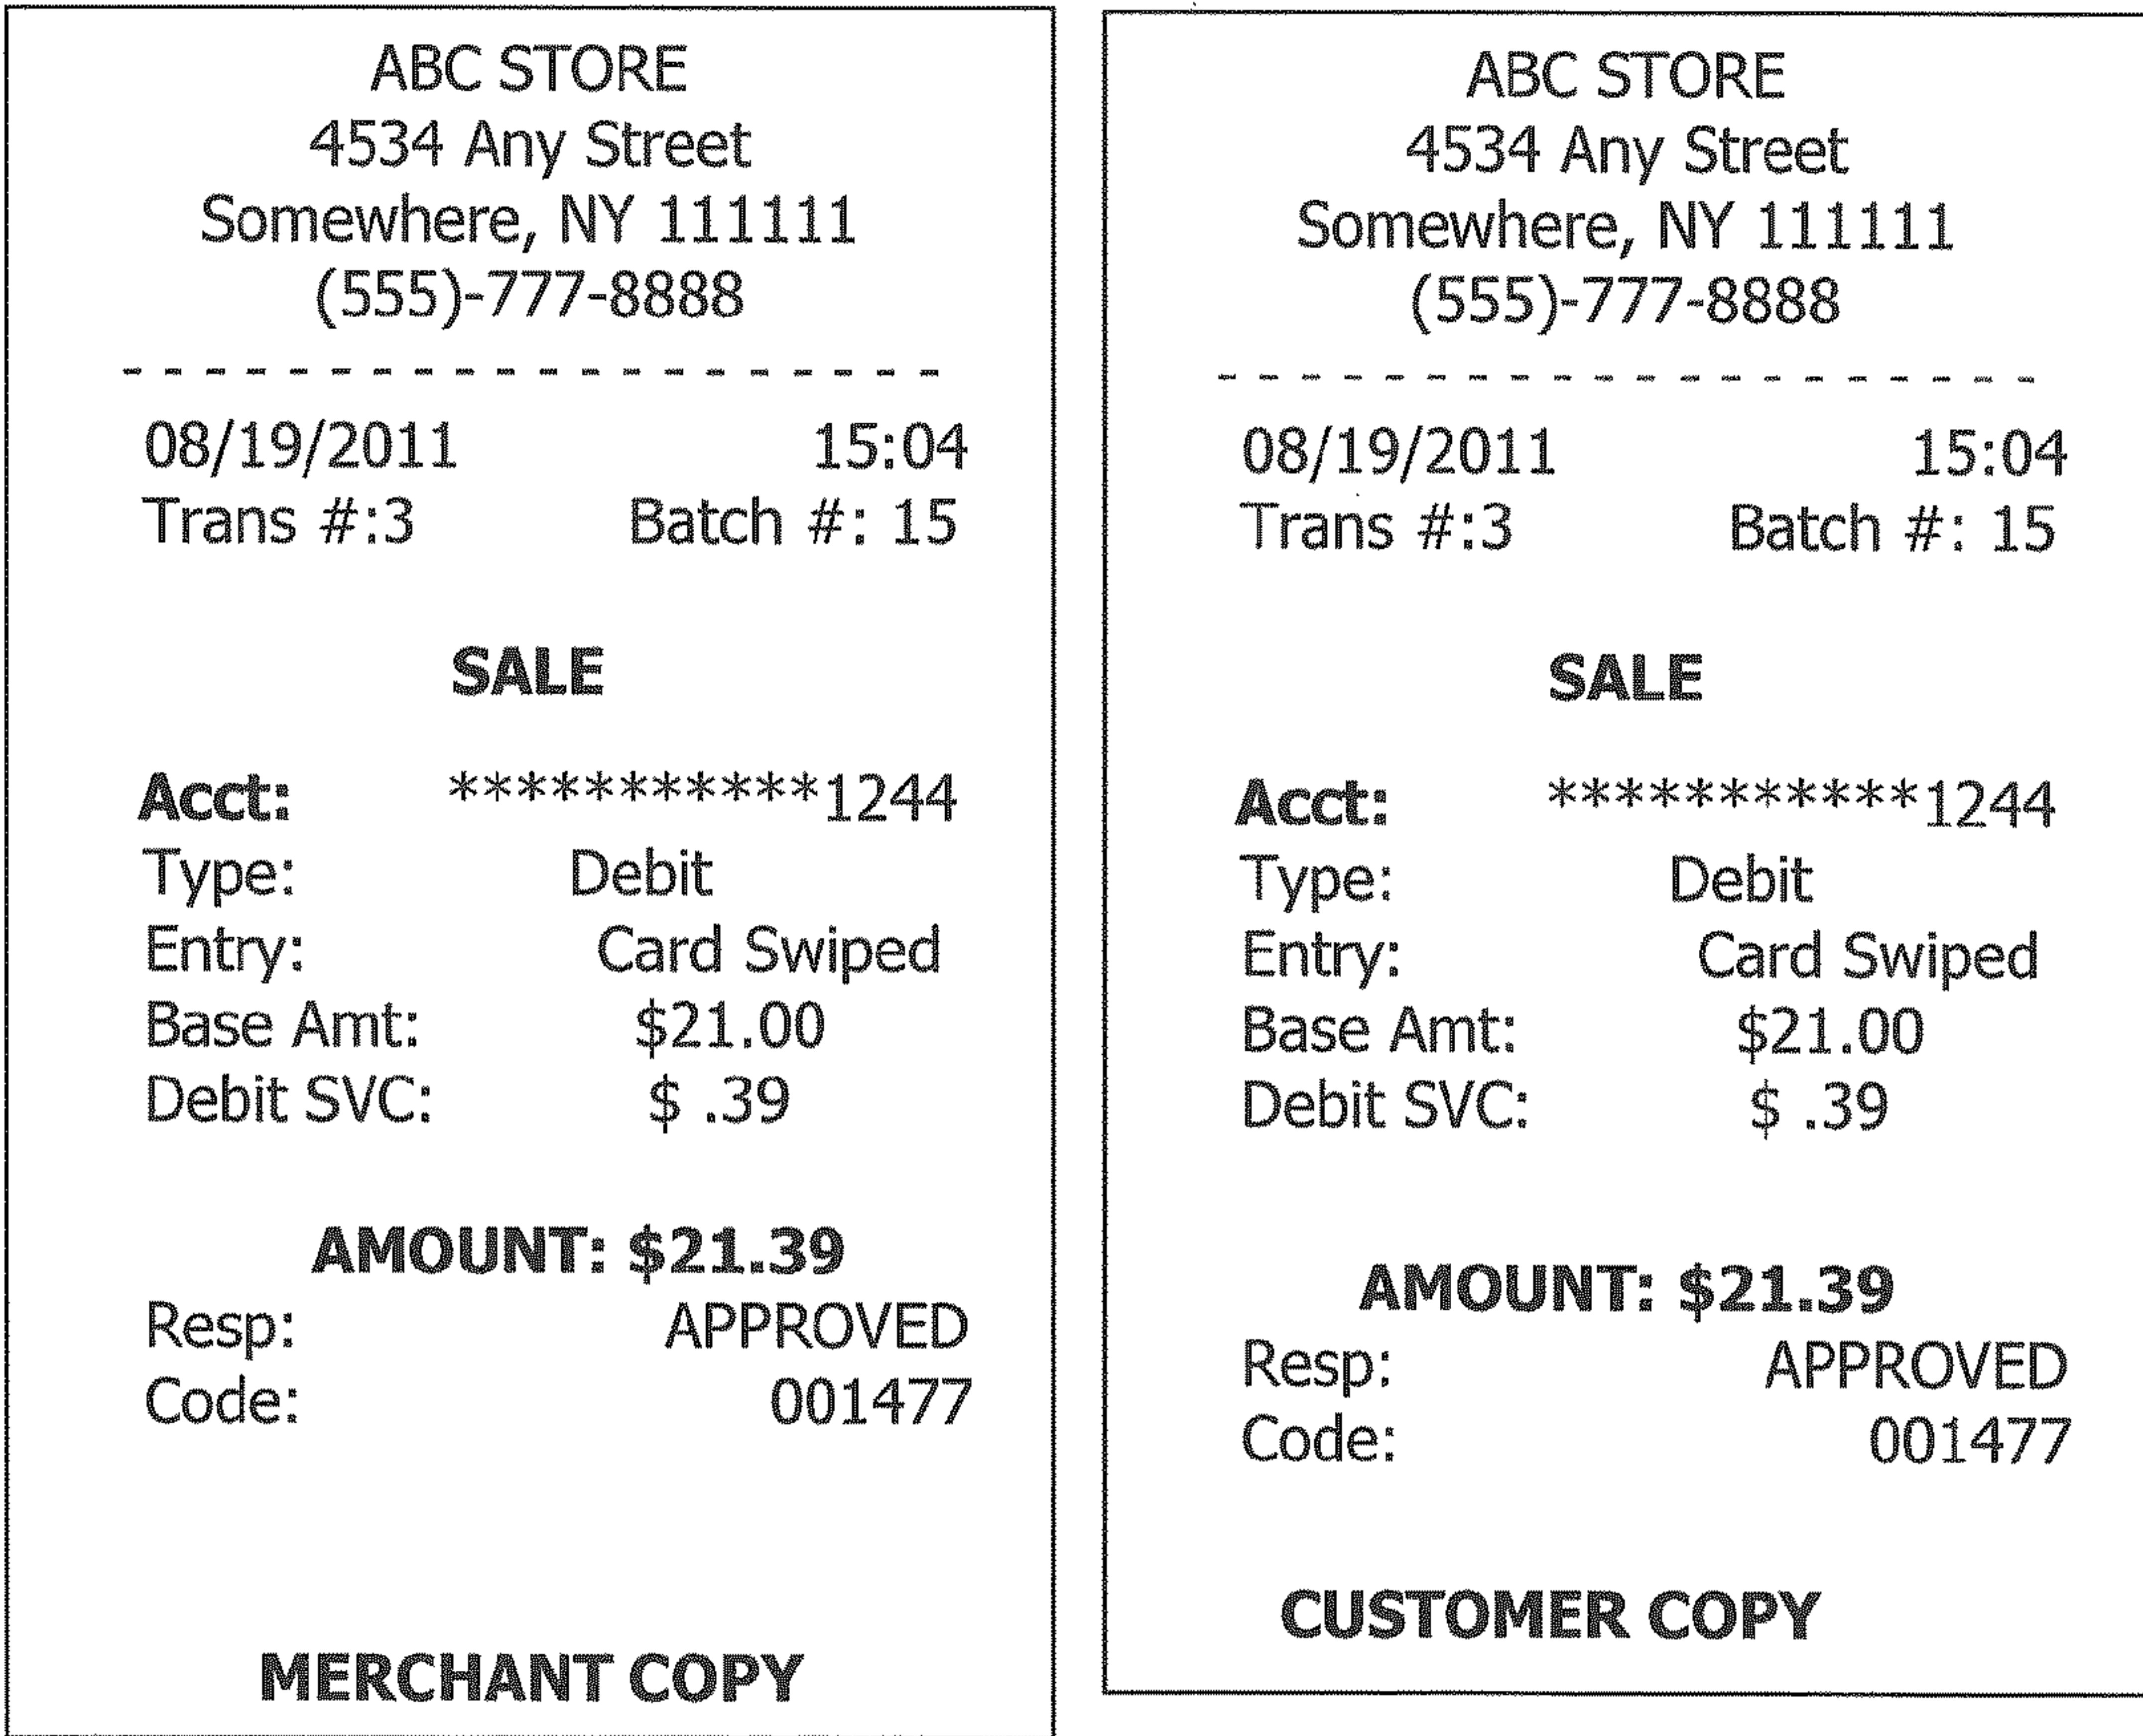 ABC STORE
4534 Any Street
Somewhere, NY 111111
(555)-777-8888
- - - - - - - - - - - - - - - - - - - -
08/19/2011 15:04
Trans #:3 Batch #: 15
SALE
Acct: ***********1244
Type: Debit
Entry: Card Swiped
Base Amt: $21.00
Debit SVC: $ .39
AMOUNT: $21.39
Resp: APPROVED
Code: 001477
MERCHANT COPY
ABC STORE
4534 Any Street
Somewhere, NY 111111
(555)-777-8888
- - - - - - - - - - - - - - - - - - - -
08/19/2011 15:04
Trans #:3 Batch #: 15
SALE
Acct: ***********1244
Type: Debit
Entry: Card Swiped
Base Amt: $21.00
Debit SVC: $ .39
AMOUNT: $21.39
Resp: APPROVED
Code: 001477
CUSTOMER COPY